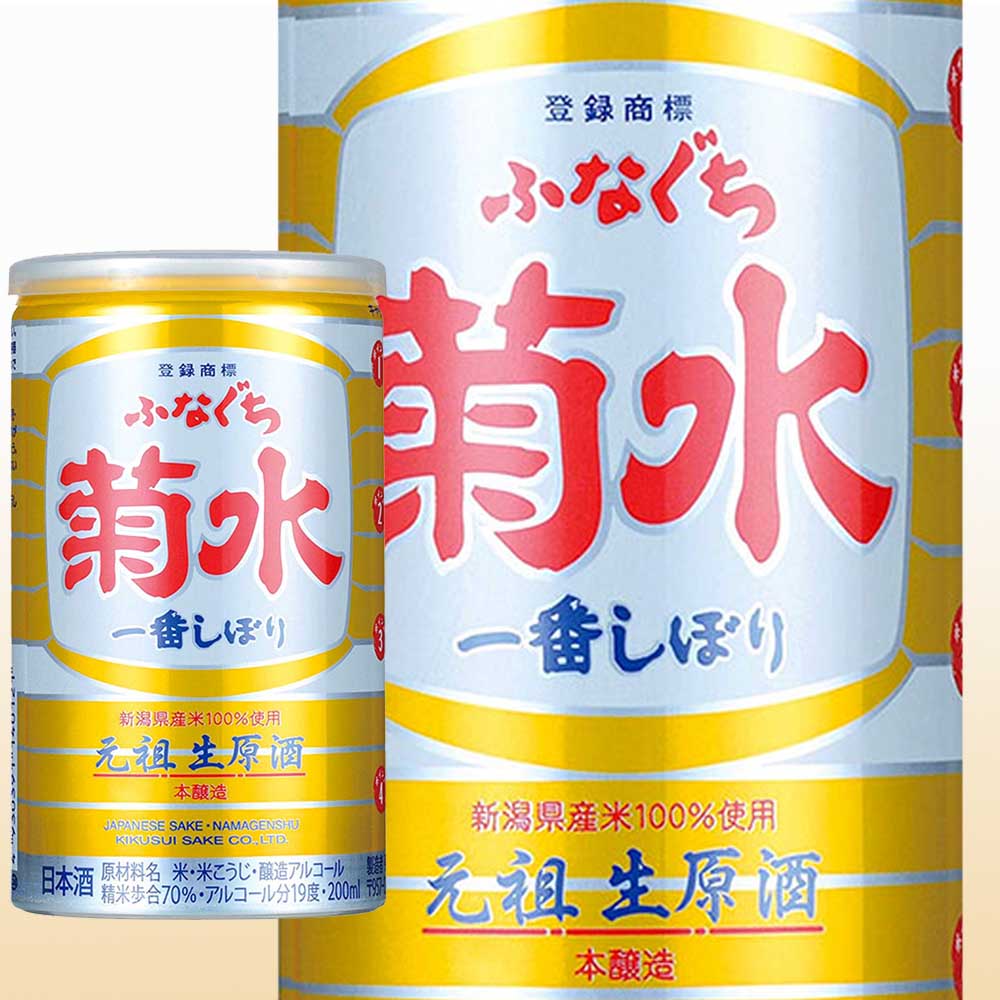 登録商標
ふなぐち
菊水
一番しぼり
新潟県産米100%使用
元祖 生原酒
本醸造
JAPANESE SAKE・NAMAGENSHU
KIKUSUI SAKE CO.,LTD.
日本酒
原材料名 米・米こうじ・醸造アルコール
精米歩合70%・アルコール分19度・200ml
1
2
3
4
登録商標
ふなぐち
菊水
一番しぼり
新潟県産米100%使用
元祖 生原酒
本醸造